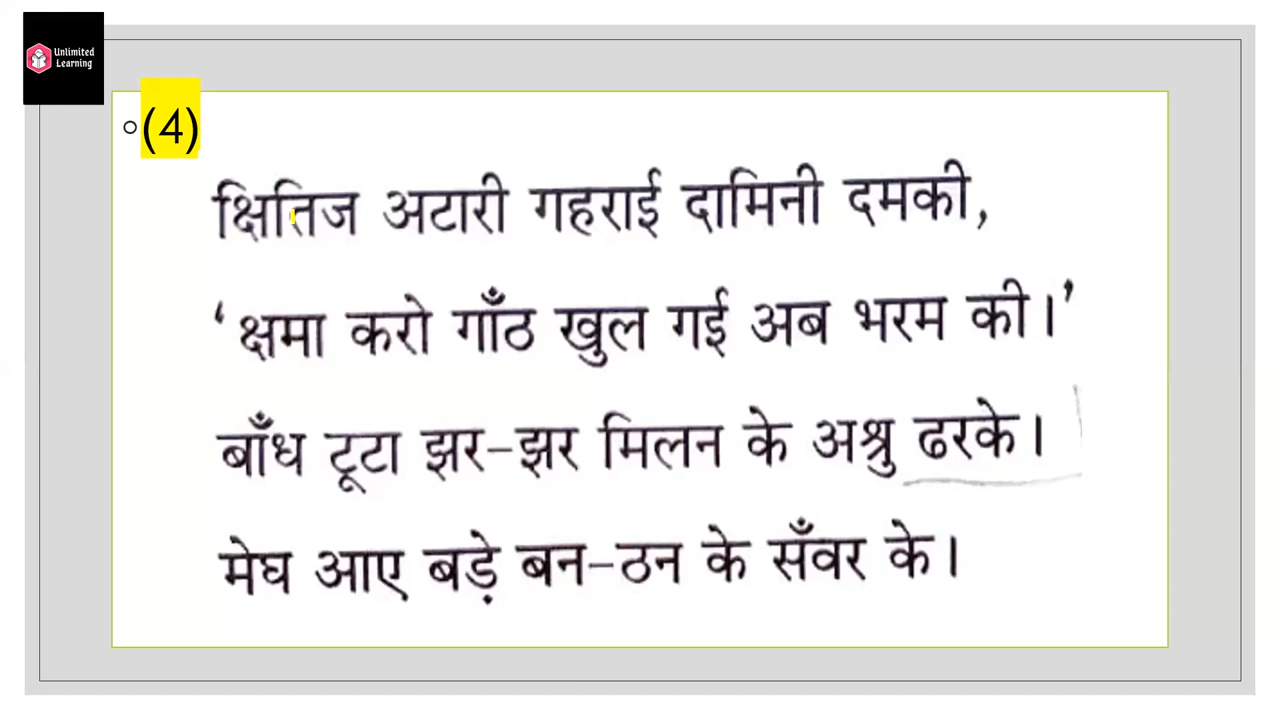 Unlimited
Learning
(4)
क्षितिज अटारी गहराई दामिनी दमकी,
‘क्षमा करो गाँठ खुल गई अब भरम की।’
बाँध टूटा झर-झर मिलन के अश्रु ढरके।
मेघ आए बड़े बन-ठन के सँवर के।